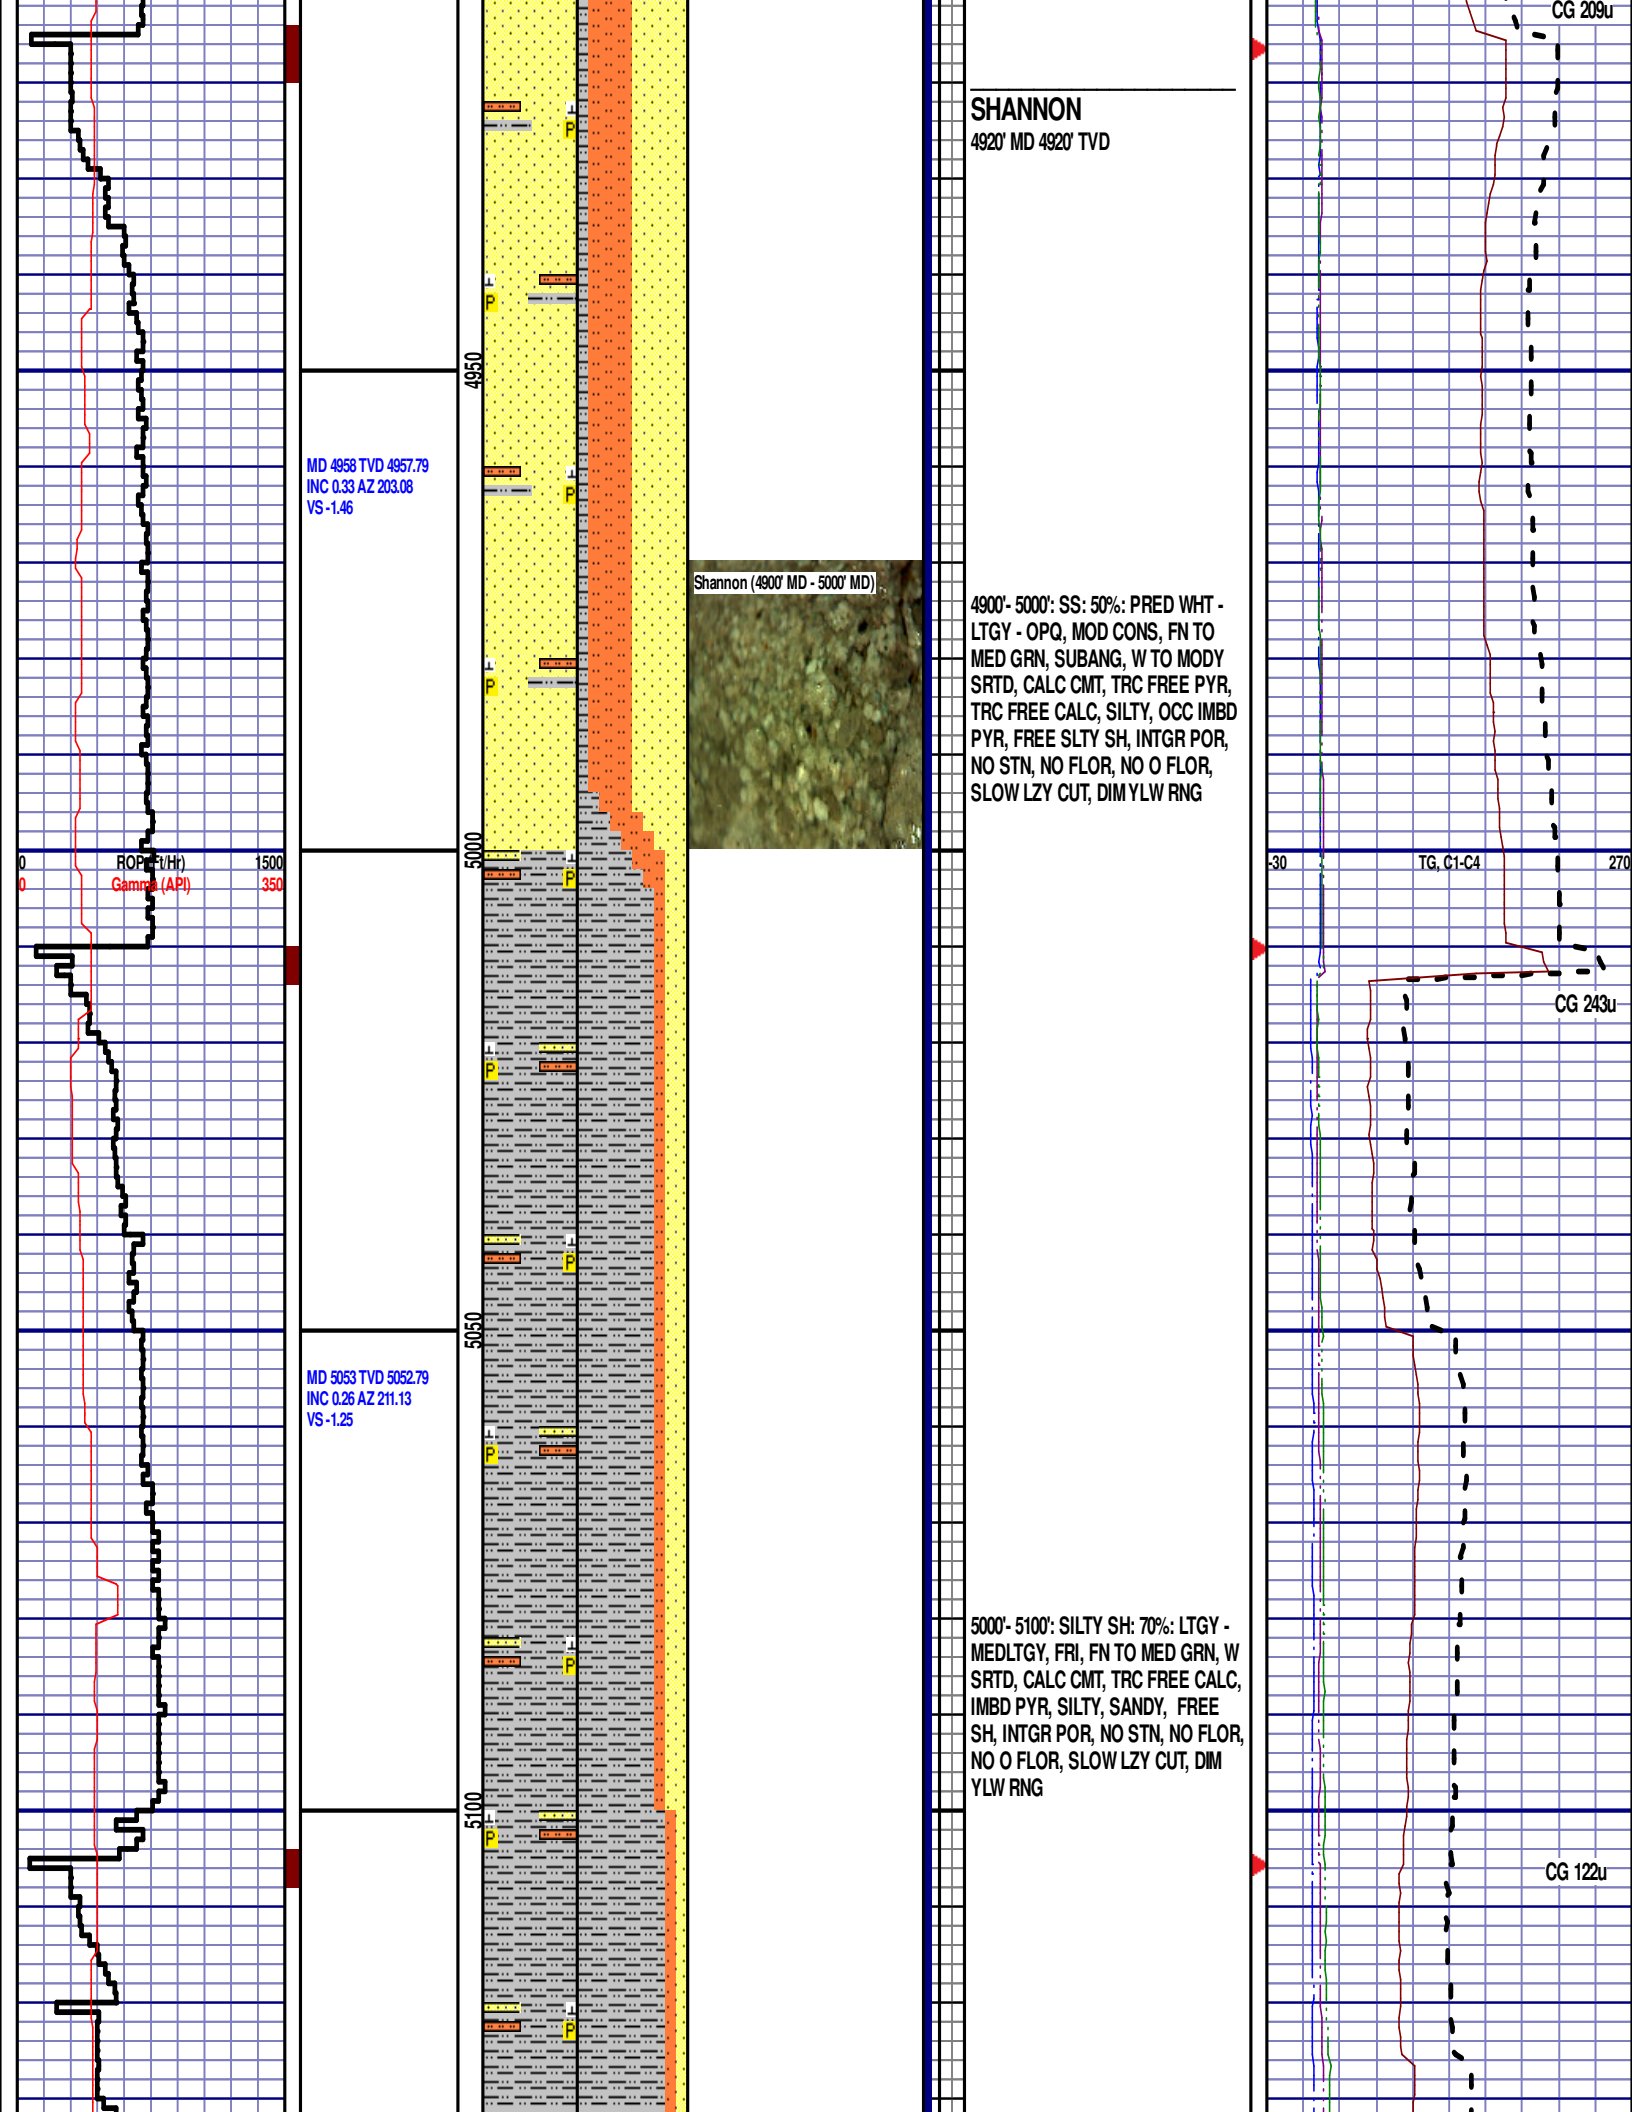 CG 209u
SHANNON
4920' MD 4920' TVD
4950
MD 4958 TVD 4957.79
INC 0.33 AZ 203.08
VS -1.46
Shannon (4900' MD - 5000' MD)
4900'- 5000': SS: 50%: PRED WHT -
LTGY - OPQ, MOD CONS, FN TO
MED GRN, SUBANG, W TO MODY
SRTD, CALC CMT, TRC FREE PYR,
TRC FREE CALC, SILTY, OCC IMBD
PYR, FREE SLTY SH, INTGR POR,
NO STN, NO FLOR, NO O FLOR,
SLOW LZY CUT, DIM YLW RNG
5000
0 ROP (Ft/Hr) 1500
0 Gamma (API) 350
-30 TG, C1-C4 270
P
P
P
P
P
CG 243u
P
P
5050
MD 5053 TVD 5052.79
INC 0.26 AZ 211.13
VS -1.25
P
P
5000'- 5100': SILTY SH: 70%: LTGY -
MEDLTGY, FRI, FN TO MED GRN, W
SRTD, CALC CMT, TRC FREE CALC,
IMBD PYR, SILTY, SANDY, FREE
SH, INTGR POR, NO STN, NO FLOR,
NO O FLOR, SLOW LZY CUT, DIM
YLW RNG
5100
P
CG 122u
P